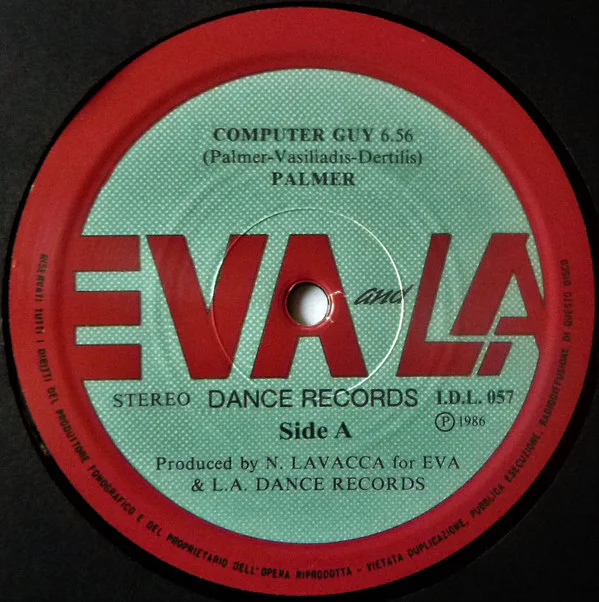 COMPUTER GUY 6.56
(Palmer-Vasiliadis-Dertilis)
PALMER
EVA and LA
STEREO DANCE RECORDS I.D.L. 057
Side A Ⓟ 1986
Produced by N. LAVACCA for EVA
& L.A. DANCE RECORDS
RISERVATI TUTTI I DIRITTI DEL PRODUTTORE FONOGRAFICO E DEL PROPRIETARIO DELL'OPERA RIPRODOTTA - VIETATA DUPLICAZIONE, PUBBLICA ESECUZIONE, RADIODIFFUSIONE DI QUESTO DISCO